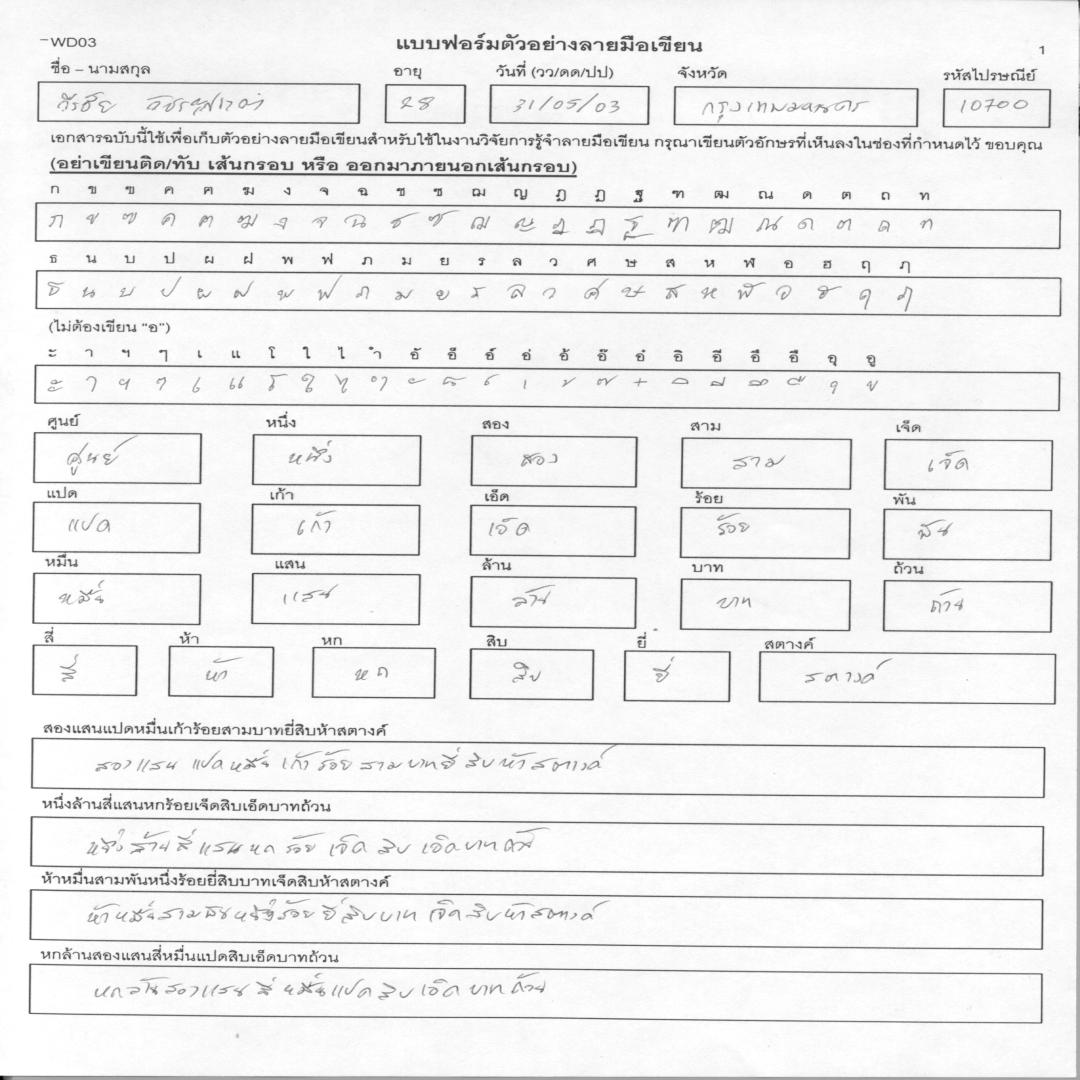 WD03 แบบฟอร์มตัวอย่างลายมือเขียน 1
ชื่อ – นามสกุล อายุ วันที่ (วว/ดด/ปป) จังหวัด รหัสไปรษณีย์
28 31/05/03 กรุงเทพมหานคร 10700
เอกสารฉบับนี้ใช้เพื่อเก็บตัวอย่างลายมือเขียนสำหรับใช้ในงานวิจัยการรู้จำลายมือเขียน กรุณาเขียนตัวอักษรที่เห็นลงในช่องที่กำหนดไว้ ขอบคุณ
(อย่าเขียนติด/ทับ เส้นกรอบ หรือ ออกมาภายนอกเส้นกรอบ)
ก ข ฃ ค ฅ ฆ ง จ ฉ ช ซ ฌ ญ ฎ ฏ ฐ ฑ ฒ ณ ด ต ถ ท
ก ข ฃ ค ฅ ฆ ง จ ฉ ช ซ ฌ ญ ฎ ฏ ฐ ฑ ฒ ณ ด ต ถ ท
ธ น บ ป ผ ฝ พ ฟ ภ ม ย ร ล ว ศ ษ ส ห ฬ อ ฮ ฤ ฦ
ธ น บ ป ผ ฝ พ ฟ ภ ม ย ร ล ว ศ ษ ส ห ฬ อ ฮ ฤ ฦ
(ไม่ต้องเขียน "อ")
ะ า ฯ ๆ เ แ โ ใ ไ ำ อั อ็ อ์ อ่ อ้ อ๊ อ๋ อิ อี อึ อื อุ อู
ะ า ฯ ๆ เ แ โ ใ ไ ำ ั ็ ์ ่ ้ ๊ ๋ ิ ี ึ ื ุ ู
ศูนย์ หนึ่ง สอง สาม เจ็ด
ศูนย์ หนึ่ง สอง สาม เจ็ด
แปด เก้า เอ็ด ร้อย พัน
แปด เก้า เอ็ด ร้อย พัน
หมื่น แสน ล้าน บาท ถ้วน
หมื่น แสน ล้าน บาท ถ้วน
สี่ ห้า หก สิบ ยี่ สตางค์
สี่ ห้า หก สิบ ยี่ สตางค์
สองแสนแปดหมื่นเก้าร้อยสามบาทยี่สิบห้าสตางค์
สองแสน แปดหมื่น เก้าร้อย สามบาทยี่สิบห้าสตางค์
หนึ่งล้านสี่แสนหกร้อยเจ็ดสิบเอ็ดบาทถ้วน
หนึ่งล้านสี่แสนหกร้อย เจ็ด สิบ เอ็ดบาทถ้วน
ห้าหมื่นสามพันหนึ่งร้อยยี่สิบบาทเจ็ดสิบห้าสตางค์
ห้าหมื่นสามพันหนึ่งร้อย ยี่สิบบาท เจ็ดสิบห้าสตางค์
หกล้านสองแสนสี่หมื่นแปดสิบเอ็ดบาทถ้วน
หกล้านสองแสน สี่ หมื่นแปด สิบ เอ็ด บาท ถ้วน